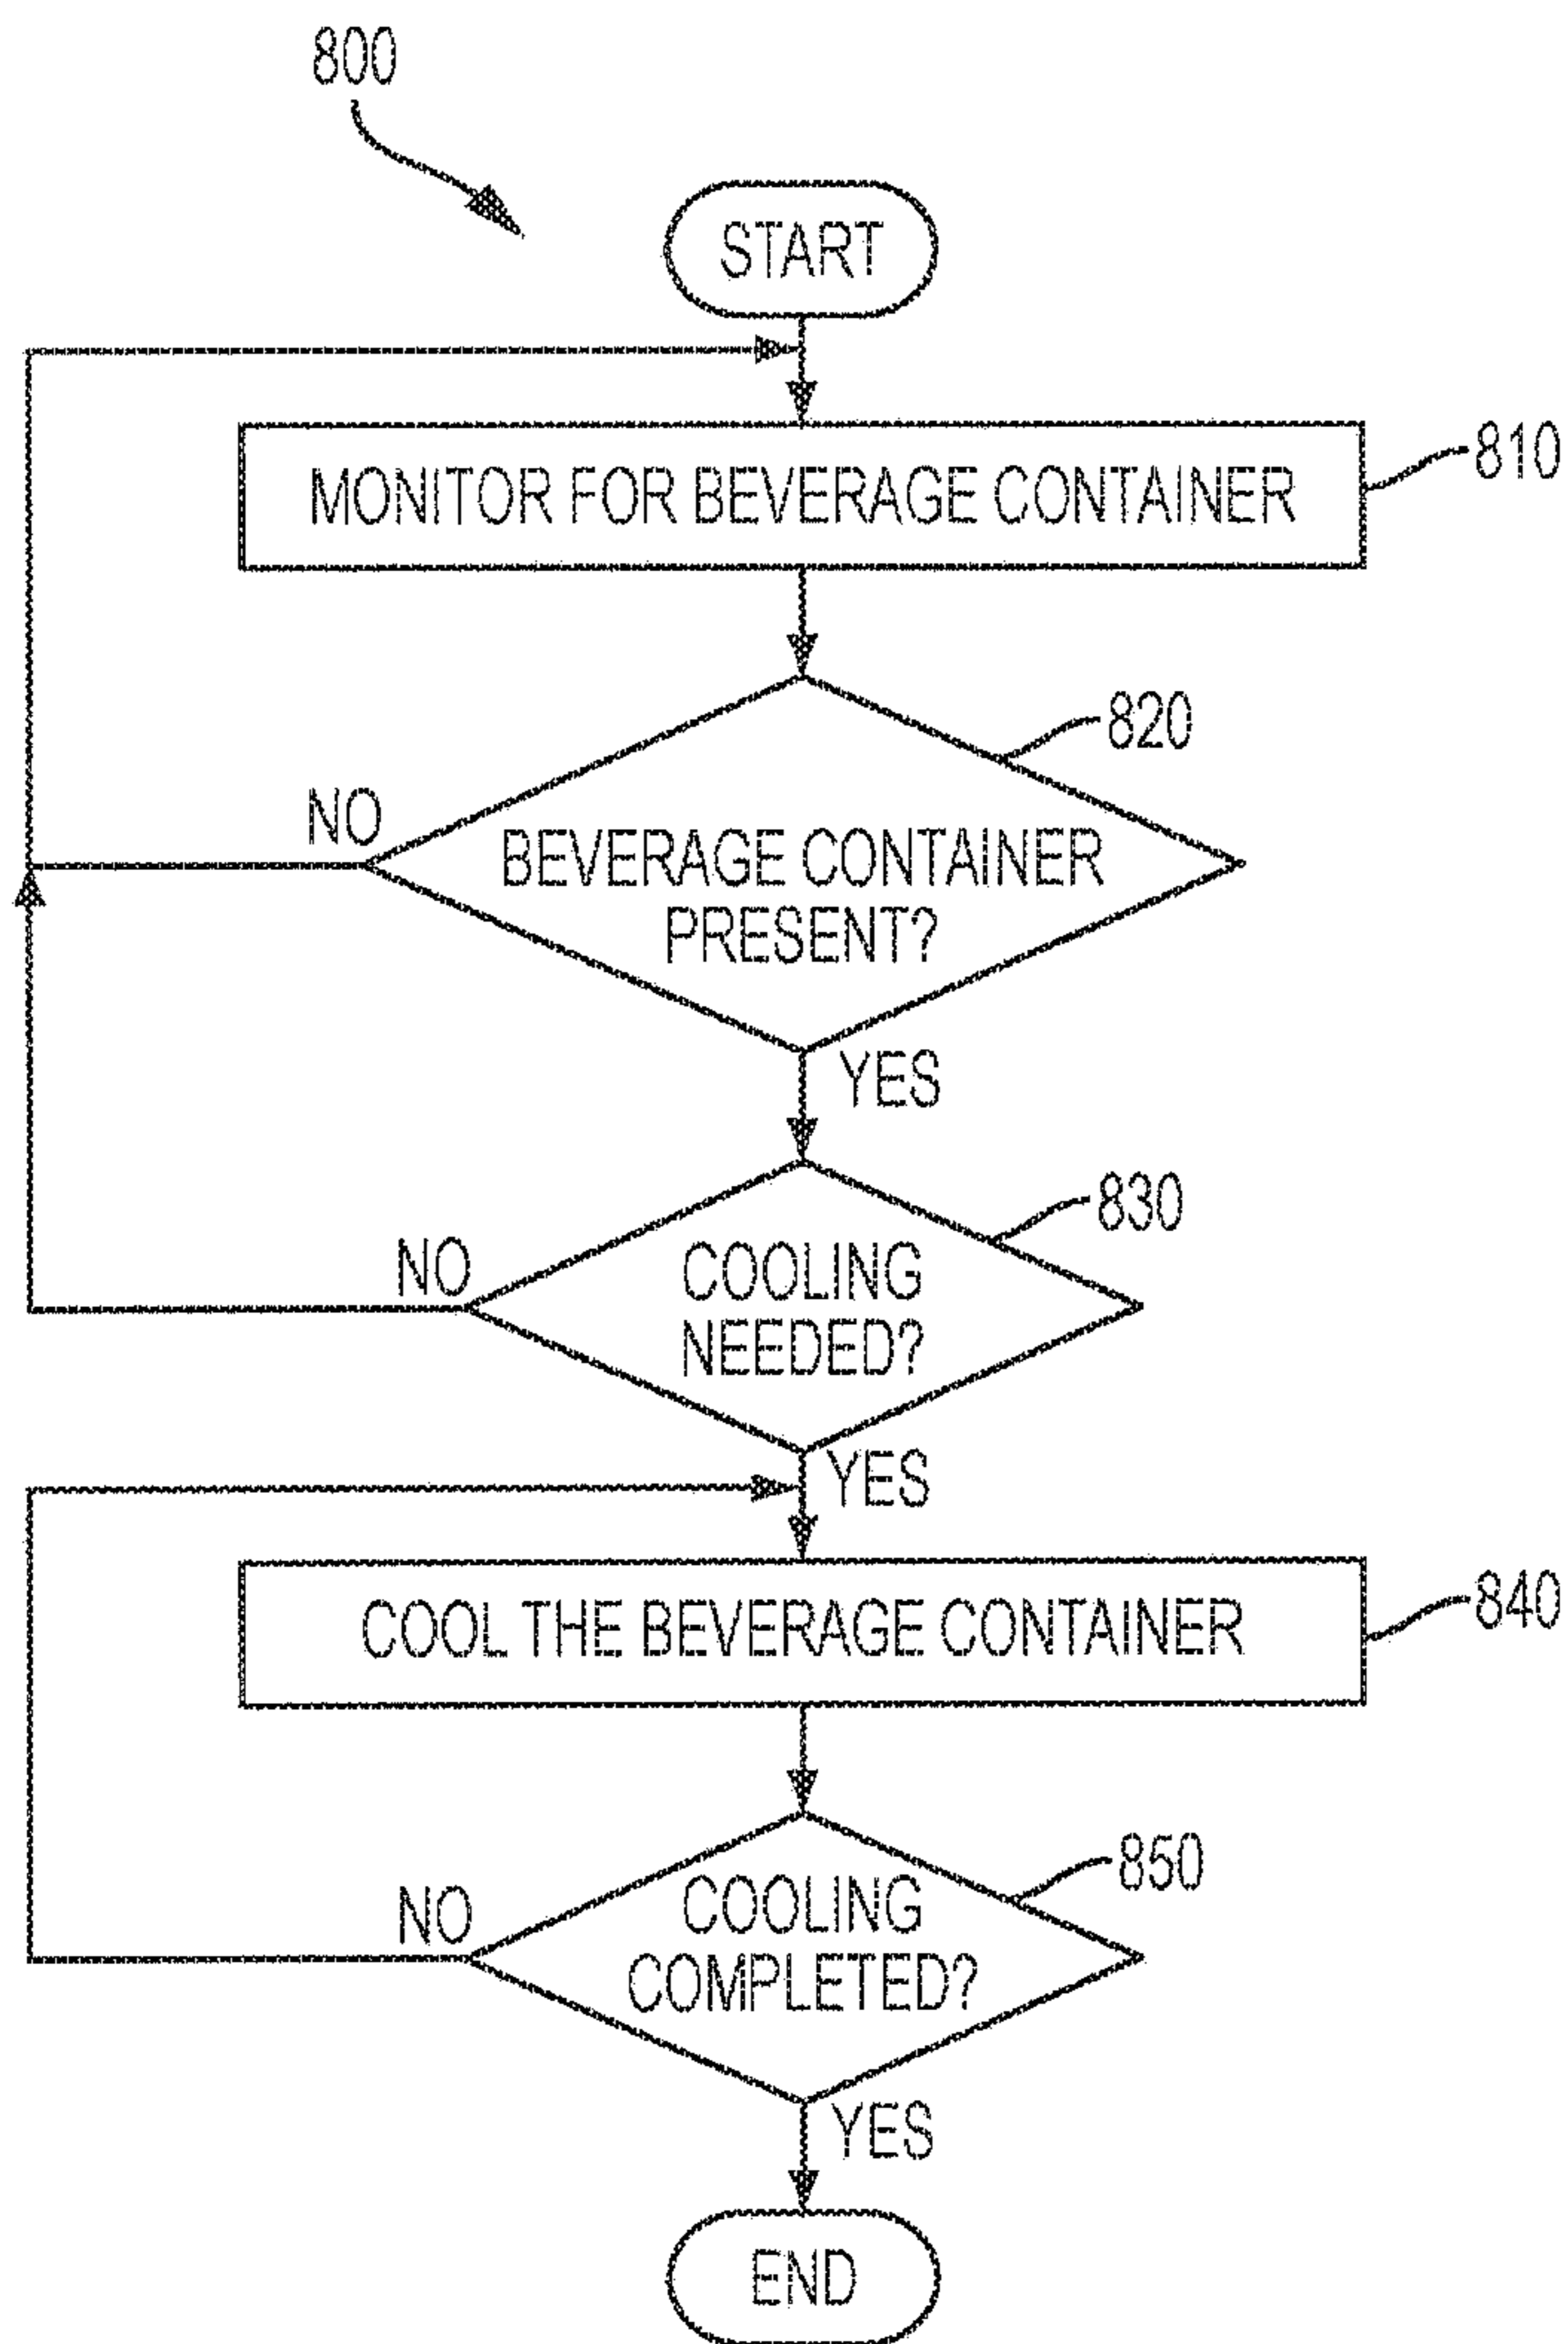 800
START
MONITOR FOR BEVERAGE CONTAINER
810
820
NO
BEVERAGE CONTAINER
PRESENT?
YES
830
NO
COOLING
NEEDED?
YES
COOL THE BEVERAGE CONTAINER
840
850
NO
COOLING
COMPLETED?
YES
END